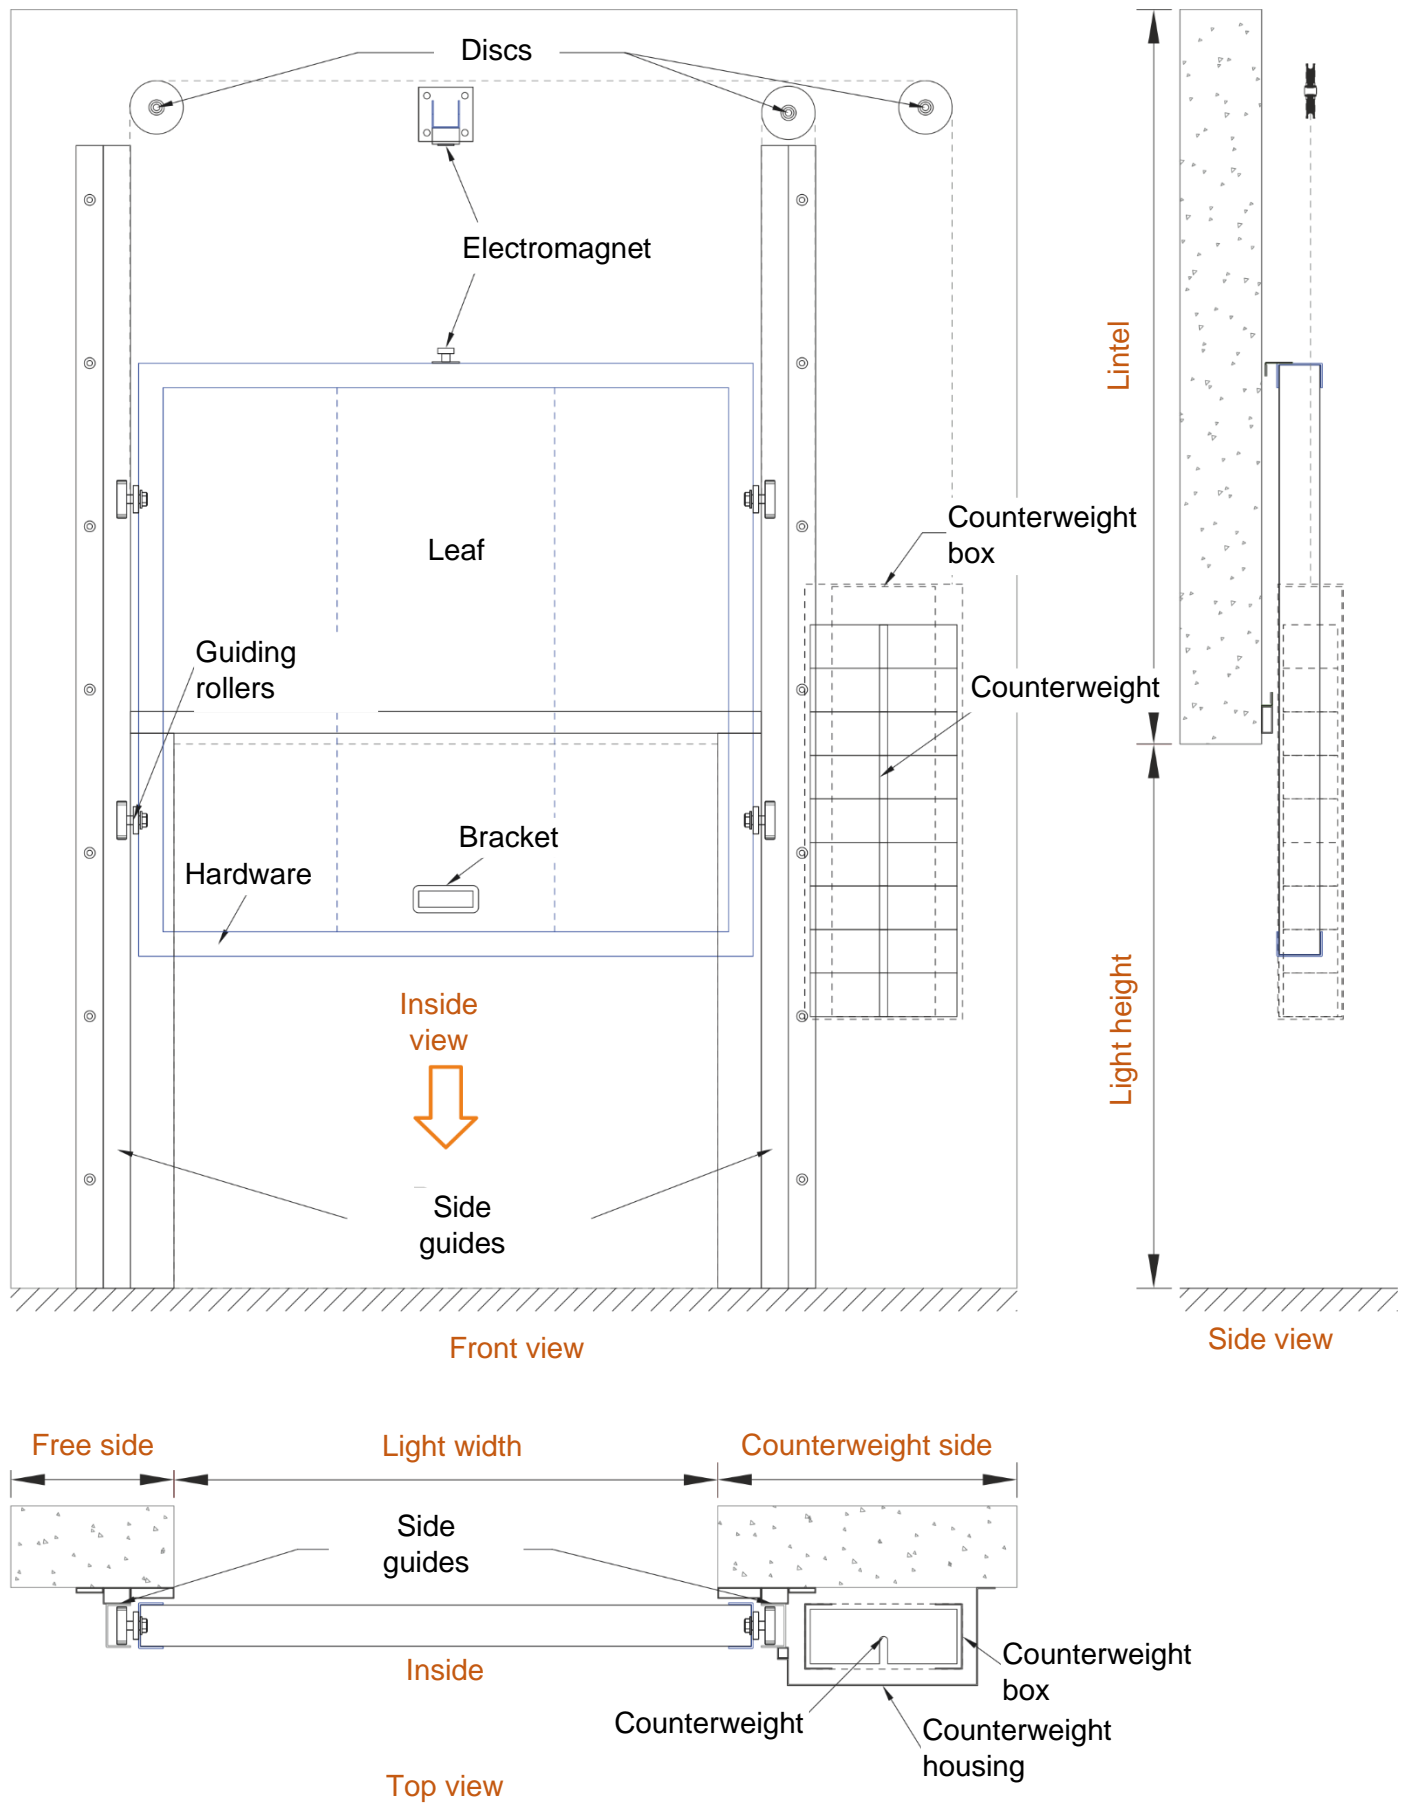 Discs
Electromagnet
Lintel
Counterweight
box
Leaf
Guiding
rollers
Counterweight
Bracket
Hardware
Inside
view
Light height
Side
guides
Front view
Side view
Free side
Light width
Counterweight side
Side
guides
Inside
Counterweight
box
Counterweight
Counterweight
housing
Top view